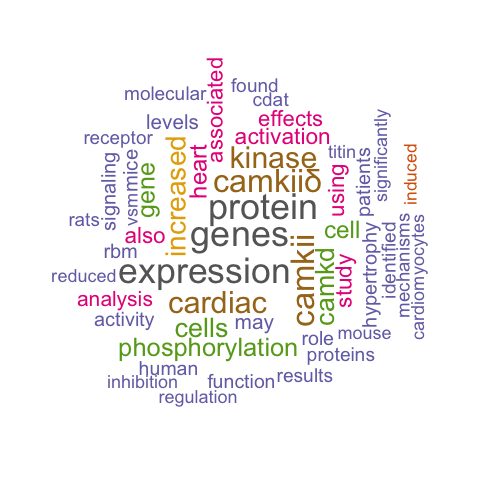 molecular
found
cdat
associated
levels
effects
receptor
activation
significantly
heart
kinase
titin
induced
signaling
vsmmice
gene
increased
camkiið
using
patients
protein
rats
also
genes
cell
rbm
camkii
camkd
study
hypertrophy
identified
mechanisms
cardiomyocytes
reduced
expression
analysis
cardiac
activity
cells
may
role
mouse
phosphorylation
proteins
human
function
results
inhibition
regulation